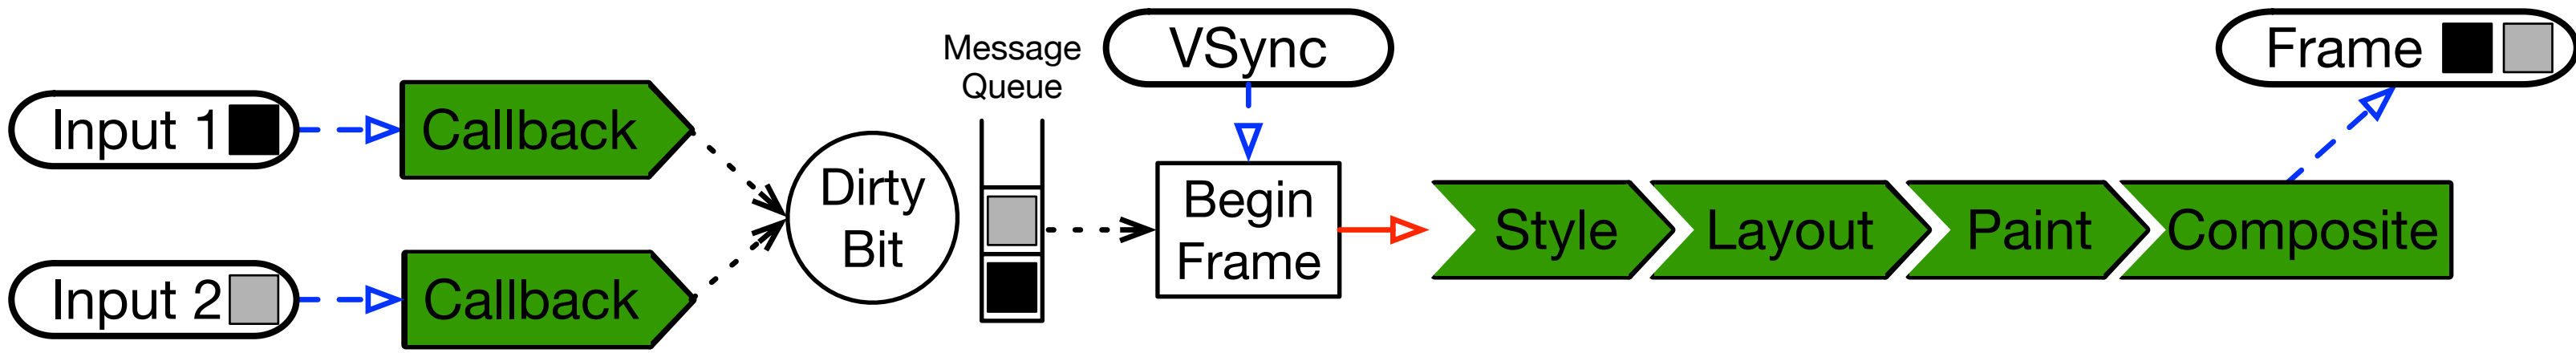 Input 1
Callback
Input 2
Callback
Dirty
Bit
Message
Queue
VSync
Begin
Frame
Style
Layout
Paint
Composite
Frame